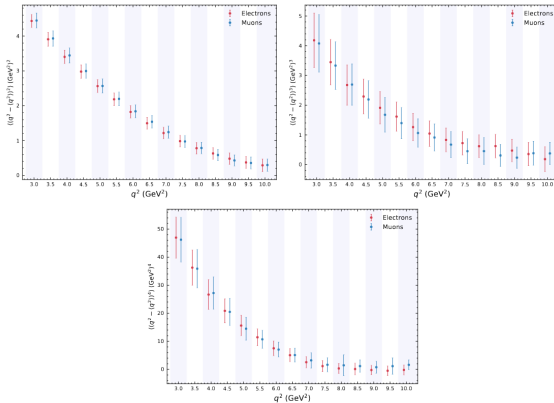 Electrons
Muons
4
3
2
1
0
⟨(q² − ⟨q²⟩)²⟩ (GeV²)²
3.0 3.5 4.0 4.5 5.0 5.5 6.0 6.5 7.0 7.5 8.0 8.5 9.0 9.5 10.0
q² (GeV²)
Electrons
Muons
5
4
3
2
1
0
−1
⟨(q² − ⟨q²⟩)³⟩ (GeV²)³
3.0 3.5 4.0 4.5 5.0 5.5 6.0 6.5 7.0 7.5 8.0 8.5 9.0 9.5 10.0
q² (GeV²)
Electrons
Muons
50
40
30
20
10
0
⟨(q² − ⟨q²⟩)⁴⟩ (GeV²)⁴
3.0 3.5 4.0 4.5 5.0 5.5 6.0 6.5 7.0 7.5 8.0 8.5 9.0 9.5 10.0
q² (GeV²)